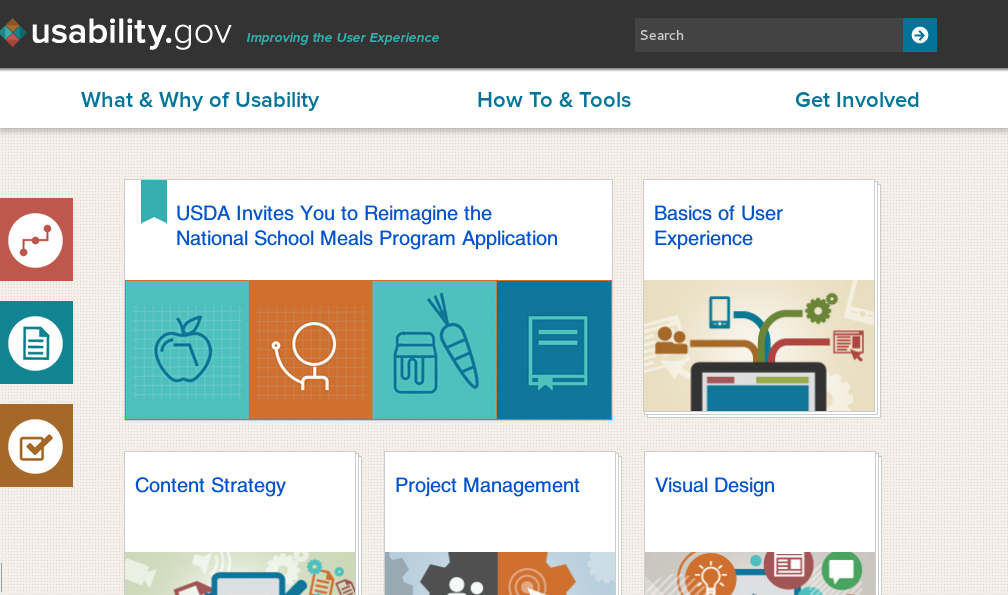 usability.gov
Improving the User Experience
Search
What & Why of Usability
How To & Tools
Get Involved
USDA Invites You to Reimagine the
National School Meals Program Application
Basics of User
Experience
Content Strategy
Project Management
Visual Design